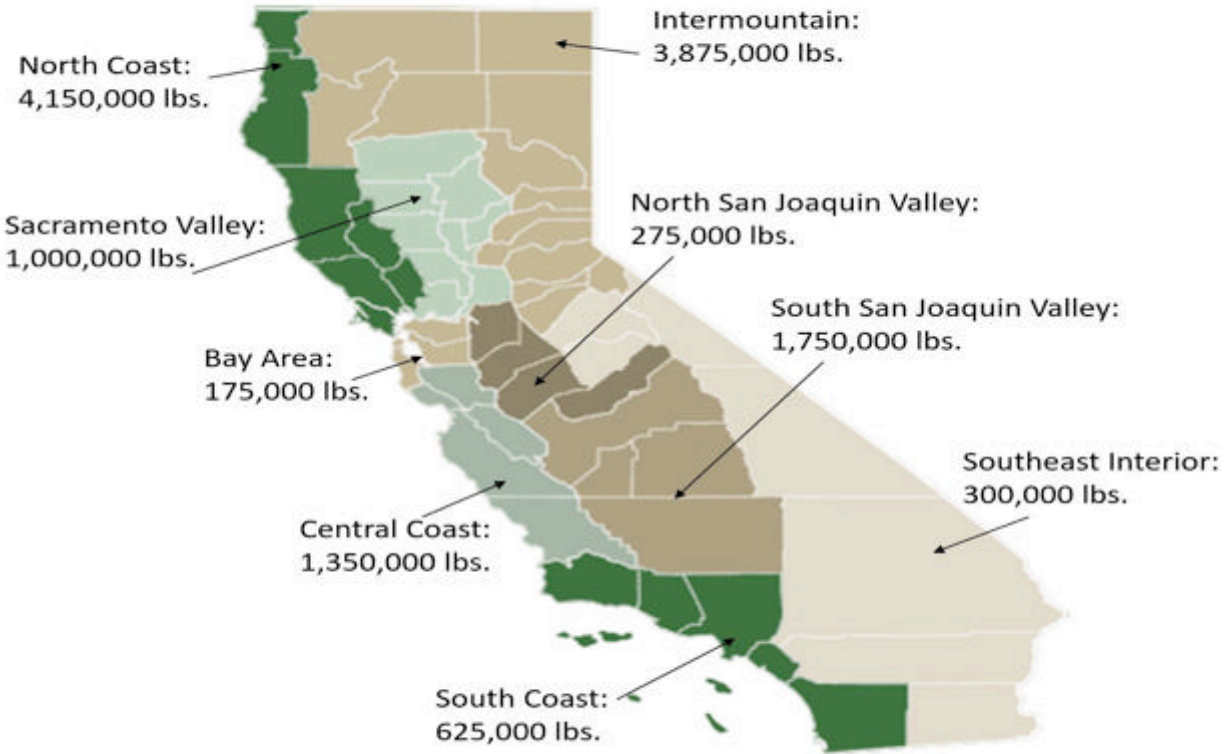 Intermountain:
3,875,000 lbs.
North Coast:
4,150,000 lbs.
North San Joaquin Valley:
275,000 lbs.
Sacramento Valley:
1,000,000 lbs.
South San Joaquin Valley:
1,750,000 lbs.
Bay Area:
175,000 lbs.
Southeast Interior:
300,000 lbs.
Central Coast:
1,350,000 lbs.
South Coast:
625,000 lbs.